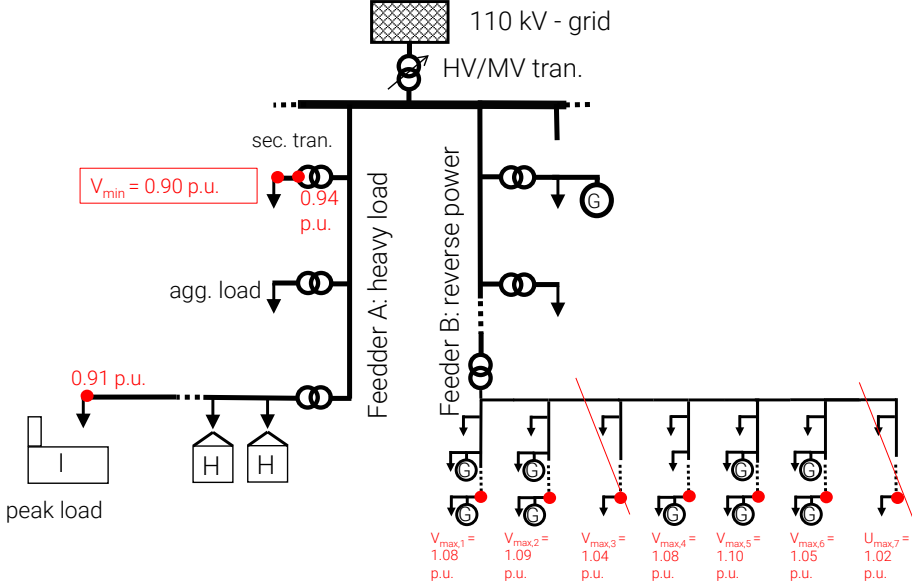 110 kV - grid
HV/MV tran.
sec. tran.
Vmin = 0.90 p.u.
0.94
p.u.
G
Feeder A: heavy load
Feeder B: reverse power
agg. load
0.91 p.u.
I
H
H
peak load
G
G
G
G
G
G
G
G
G
Vmax,1 =
1.08
p.u.
Vmax,2 =
1.09
p.u.
Vmax,3 =
1.04
p.u.
Vmax,4 =
1.08
p.u.
Vmax,5 =
1.10
p.u.
Vmax,6 =
1.05
p.u.
Umax,7 =
1.02
p.u.